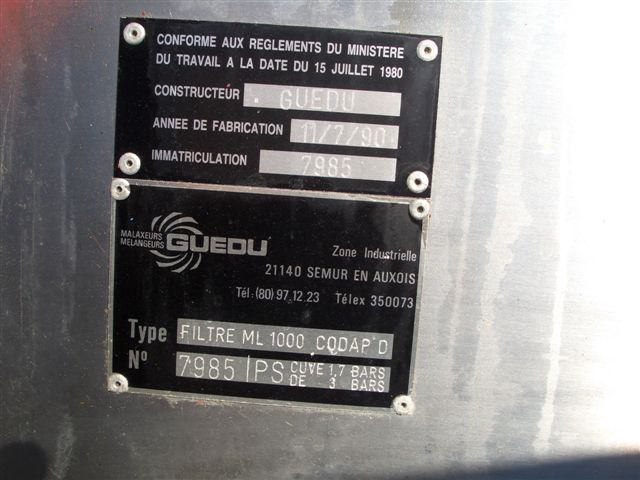 CONFORME AUX REGLEMENTS DU MINISTERE
DU TRAVAIL A LA DATE DU 15 JUILLET 1980
CONSTRUCTEUR . GUEDU
ANNEE DE FABRICATION 11/7/90
IMMATRICULATION 7985
MALAXEURS
MELANGEURS GUEDU
Zone Industrielle
21140 SEMUR EN AUXOIS
Tél.:(80) 97.12.23 Télex 350073
Type FILTRE ML 1000 CODAP D
N° 7985 PS CUVE 1,7 BARS
DE 3 BARS